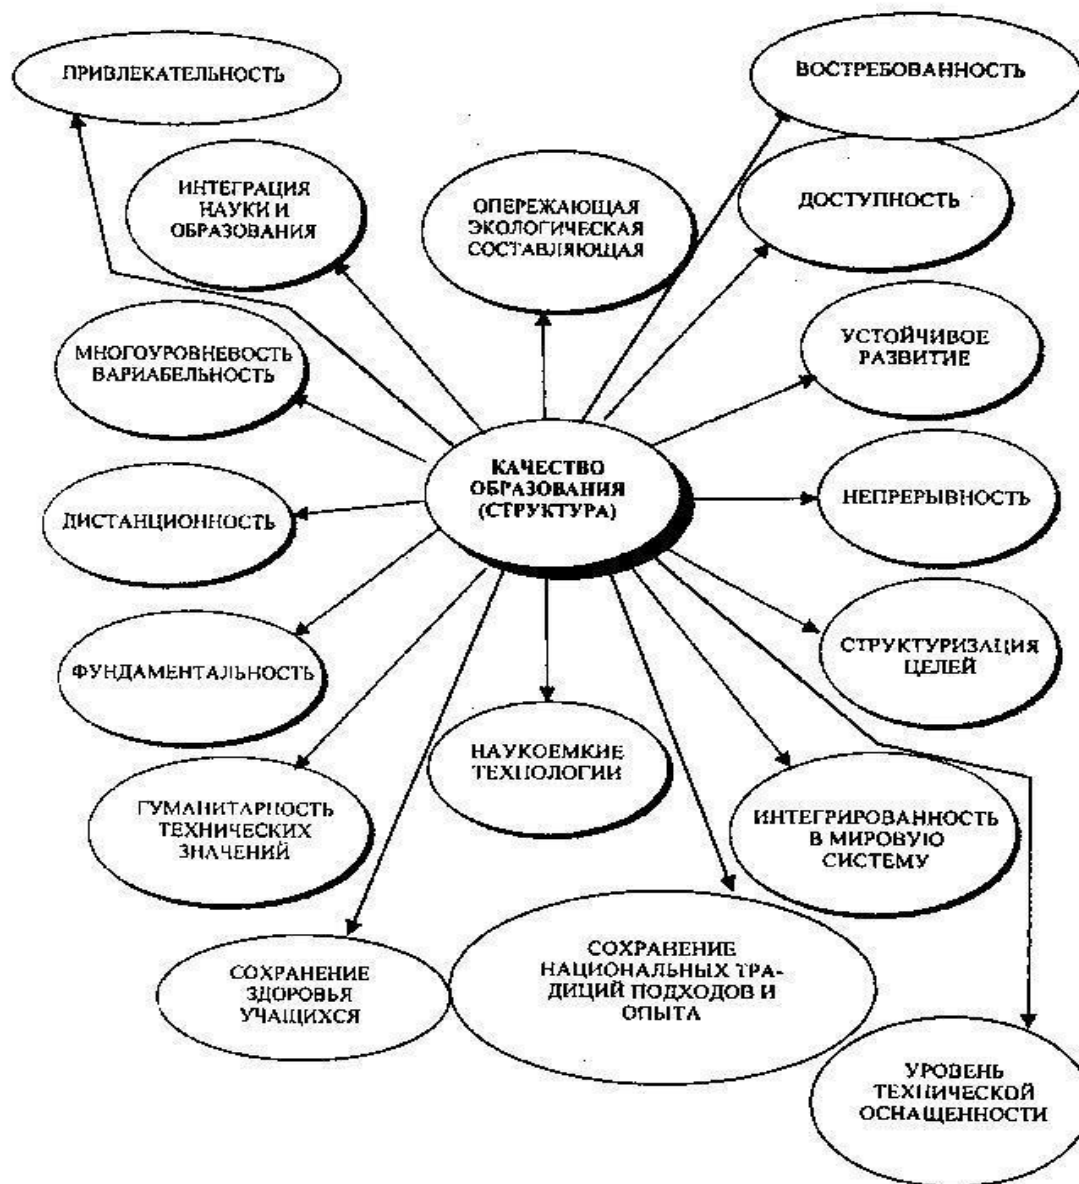 ПРИВЛЕКАТЕЛЬНОСТЬ
ВОСТРЕБОВАННОСТЬ
ИНТЕГРАЦИЯ
НАУКИ И
ОБРАЗОВАНИЯ
ОПЕРЕЖАЮЩАЯ
ЭКОЛОГИЧЕСКАЯ
СОСТАВЛЯЮЩАЯ
ДОСТУПНОСТЬ
МНОГОУРОВНЕВОСТЬ
ВАРИАБЕЛЬНОСТЬ
УСТОЙЧИВОЕ
РАЗВИТИЕ
КАЧЕСТВО
ОБРАЗОВАНИЯ
(СТРУКТУРА)
НЕПРЕРЫВНОСТЬ
ДИСТАНЦИОННОСТЬ
ФУНДАМЕНТАЛЬНОСТЬ
СТРУКТУРИЗАЦИЯ
ЦЕЛЕЙ
НАУКОЕМКИЕ
ТЕХНОЛОГИИ
ГУМАНИТАРНОСТЬ
ТЕХНИЧЕСКИХ
ЗНАЧЕНИЙ
ИНТЕГРИРОВАННОСТЬ
В МИРОВУЮ
СИСТЕМУ
СОХРАНЕНИЕ
ЗДОРОВЬЯ
УЧАЩИХСЯ
СОХРАНЕНИЕ
НАЦИОНАЛЬНЫХ ТРА-
ДИЦИЙ ПОДХОДОВ И
ОПЫТА
УРОВЕНЬ
ТЕХНИЧЕСКОЙ
ОСНАЩЕННОСТИ